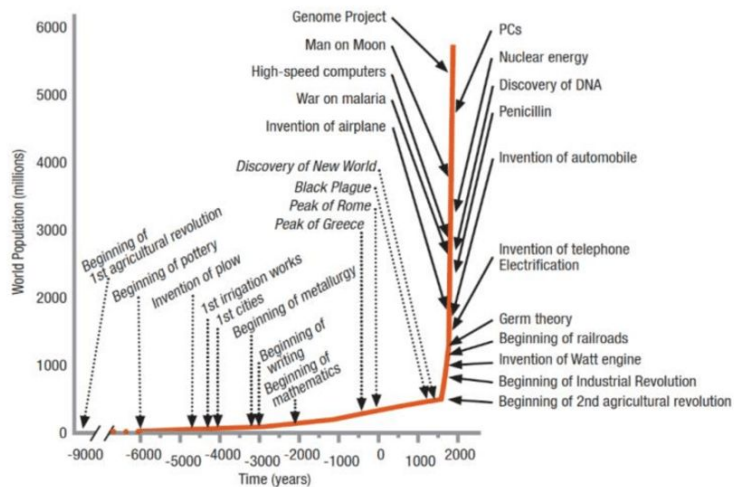 Genome Project
Man on Moon
High-speed computers
War on malaria
Invention of airplane
Discovery of New World
Black Plague
Peak of Rome
Peak of Greece
PCs
Nuclear energy
Discovery of DNA
Penicillin
Invention of automobile
Invention of telephone
Electrification
Germ theory
Beginning of railroads
Invention of Watt engine
Beginning of Industrial Revolution
Beginning of 2nd agricultural revolution
Beginning of
1st agricultural revolution
Beginning of pottery
Invention of plow
1st irrigation works
1st cities
Beginning of metallurgy
Beginning of
writing
Beginning of
mathematics
World Population (millions)
6000
5000
4000
3000
2000
1000
0
-9000 -6000 -5000 -4000 -3000 -2000 -1000 0 1000 2000
Time (years)